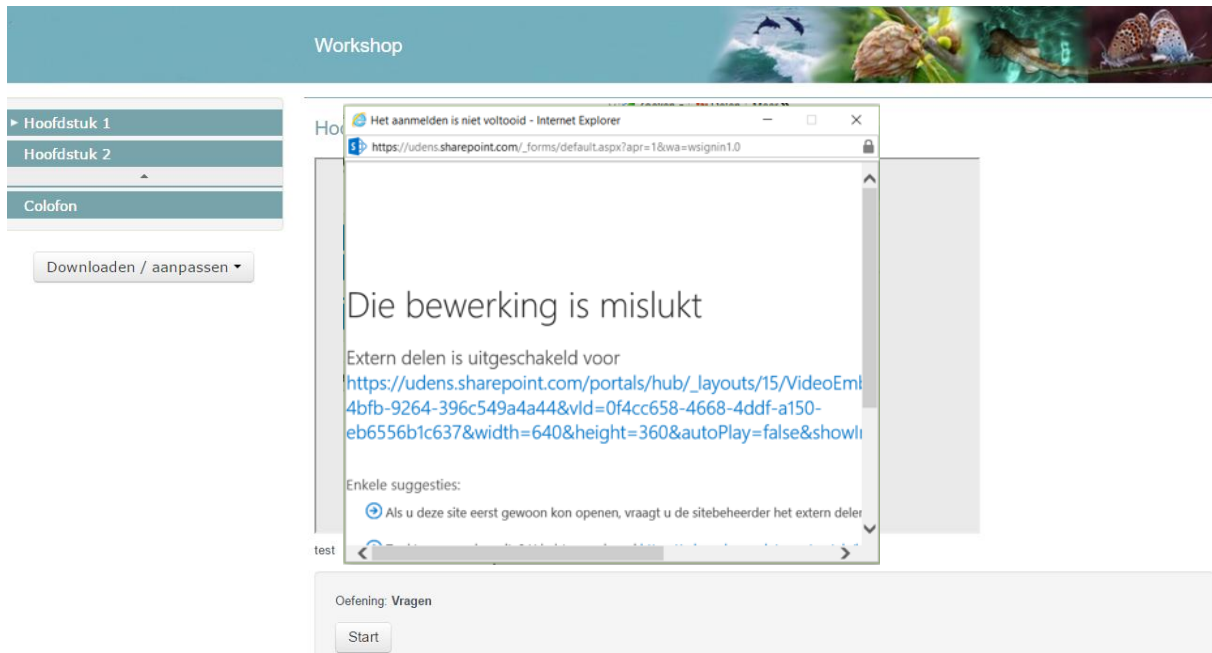 Workshop
Hoofdstuk 1
Hoofdstuk 2
Colofon
Downloaden / aanpassen
Hoo
Het aanmelden is niet voltooid - Internet Explorer
https://udens.sharepoint.com/_forms/default.aspx?apr=1&wa=wsignin1.0
Die bewerking is mislukt
Extern delen is uitgeschakeld voor
https://udens.sharepoint.com/portals/hub/_layouts/15/VideoEmb
4bfb-9264-396c549a4a44&vId=0f4cc658-4668-4ddf-a150-
eb6556b1c637&width=640&height=360&autoPlay=false&showIn
Enkele suggesties:
Als u deze site eerst gewoon kon openen, vraagt u de sitebeheerder het extern delen
test
Oefening: Vragen
Start